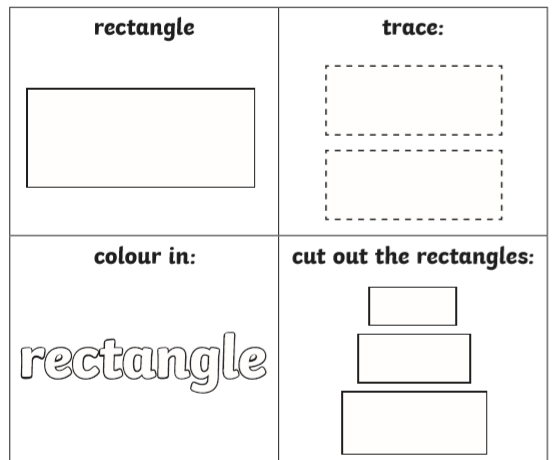 rectangle
trace:
colour in:
rectangle
cut out the rectangles: